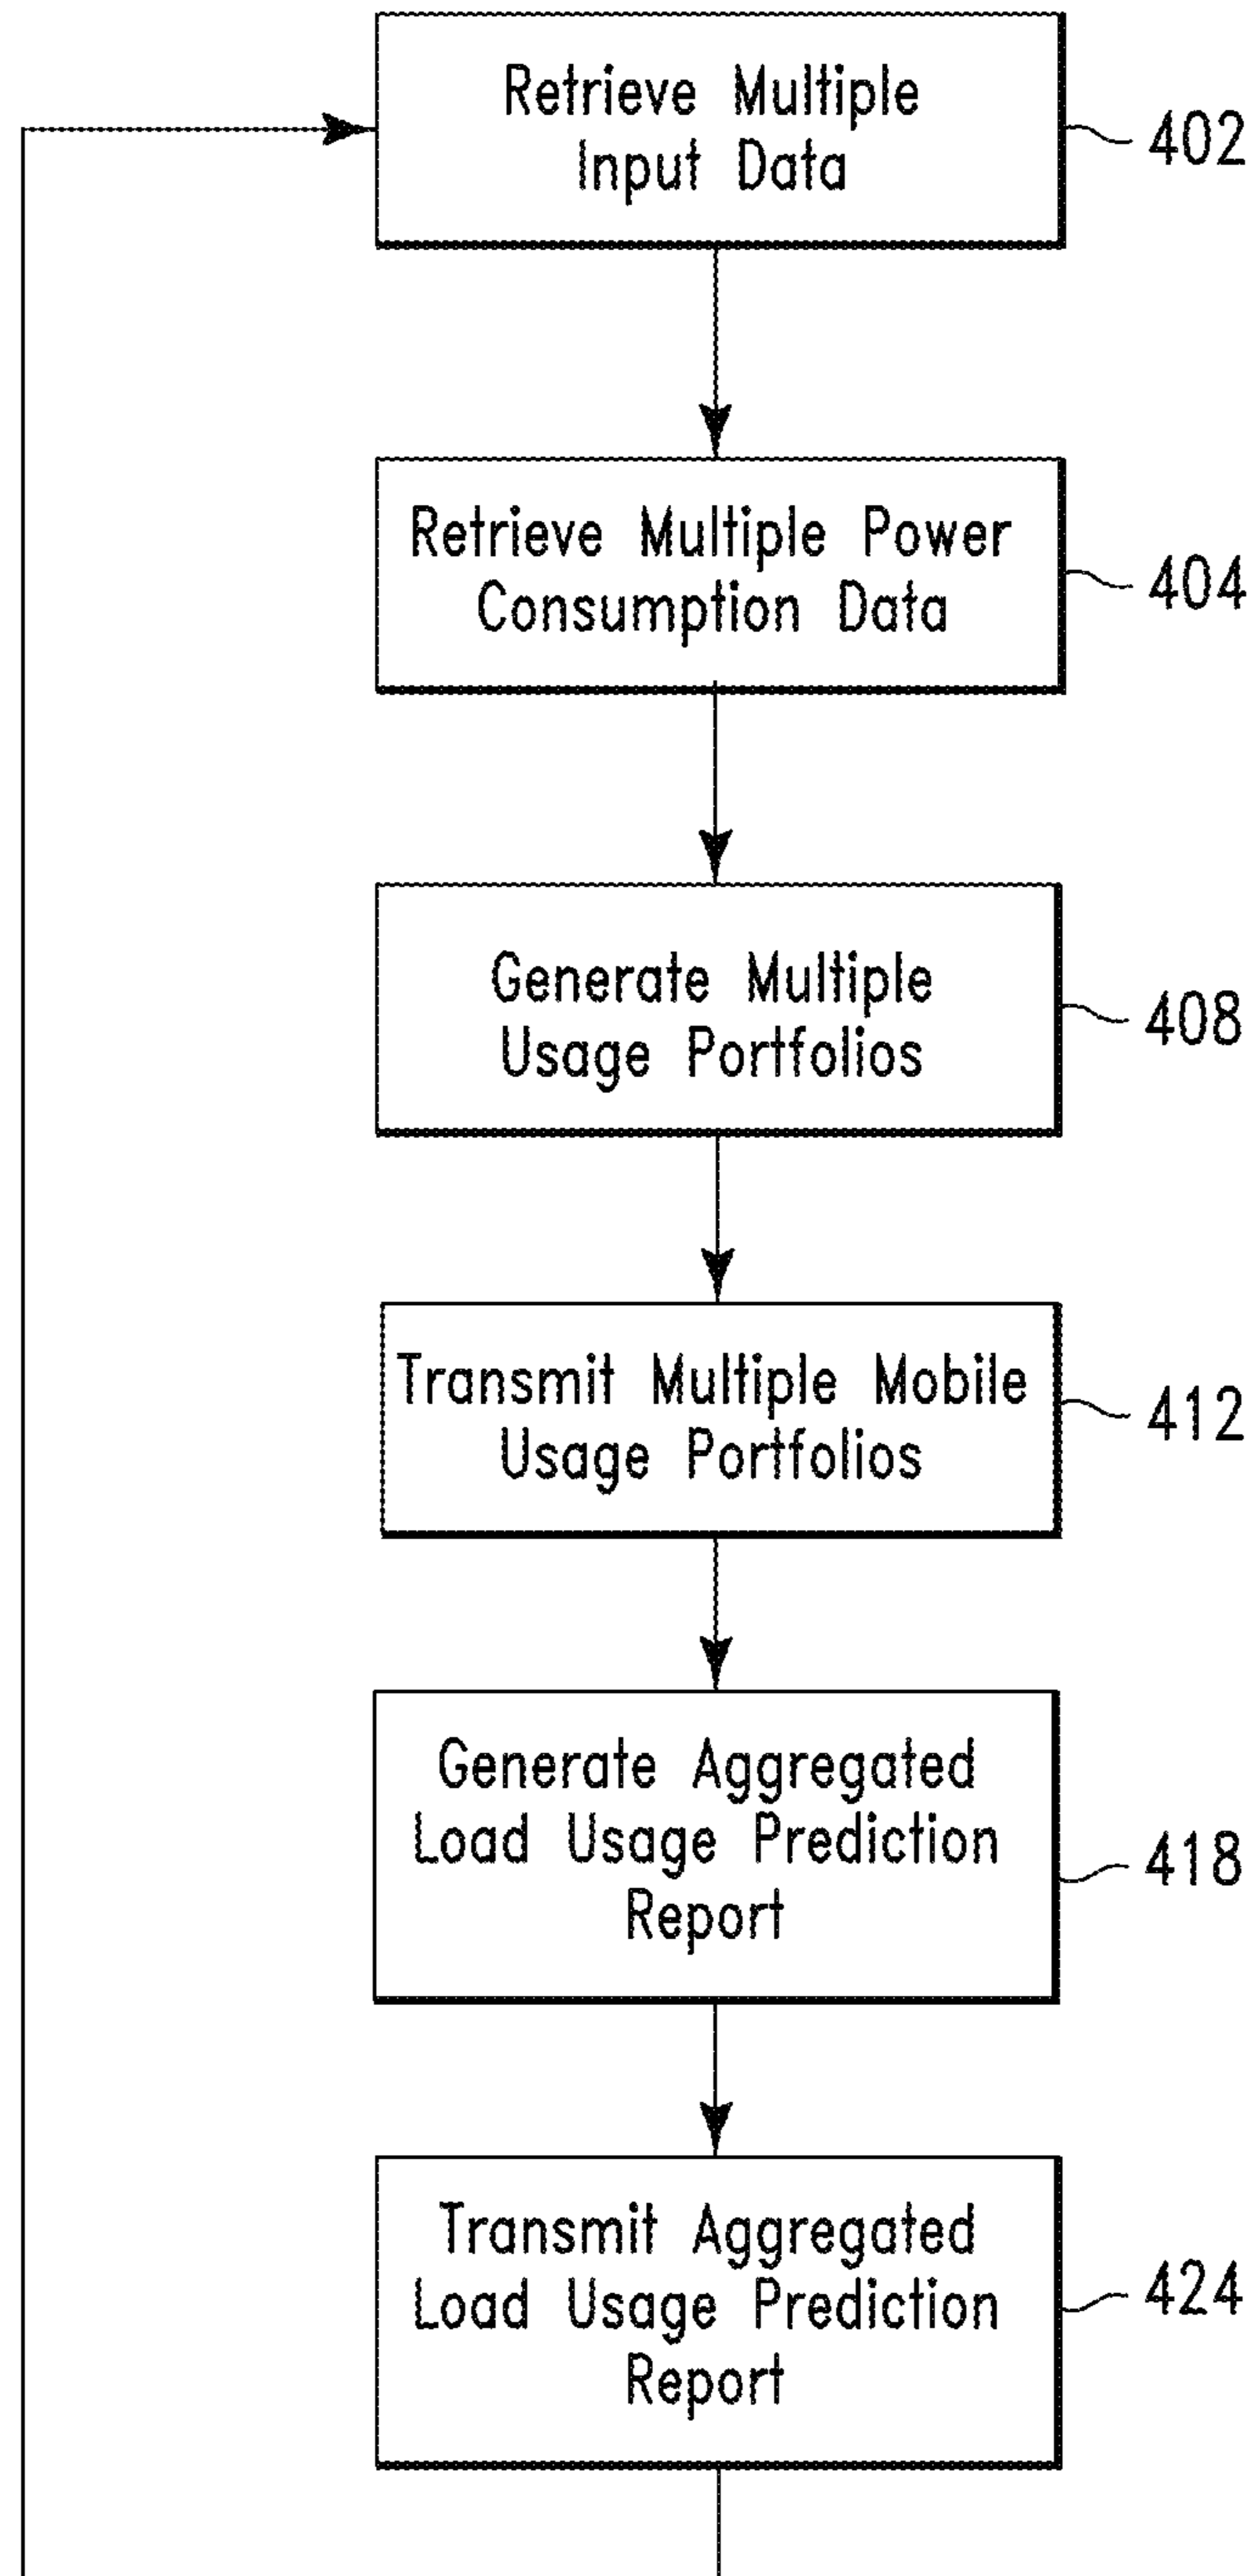 Retrieve Multiple
Input Data
402
Retrieve Multiple Power
Consumption Data
404
Generate Multiple
Usage Portfolios
408
Transmit Multiple Mobile
Usage Portfolios
412
Generate Aggregated
Load Usage Prediction
Report
418
Transmit Aggregated
Load Usage Prediction
Report
424